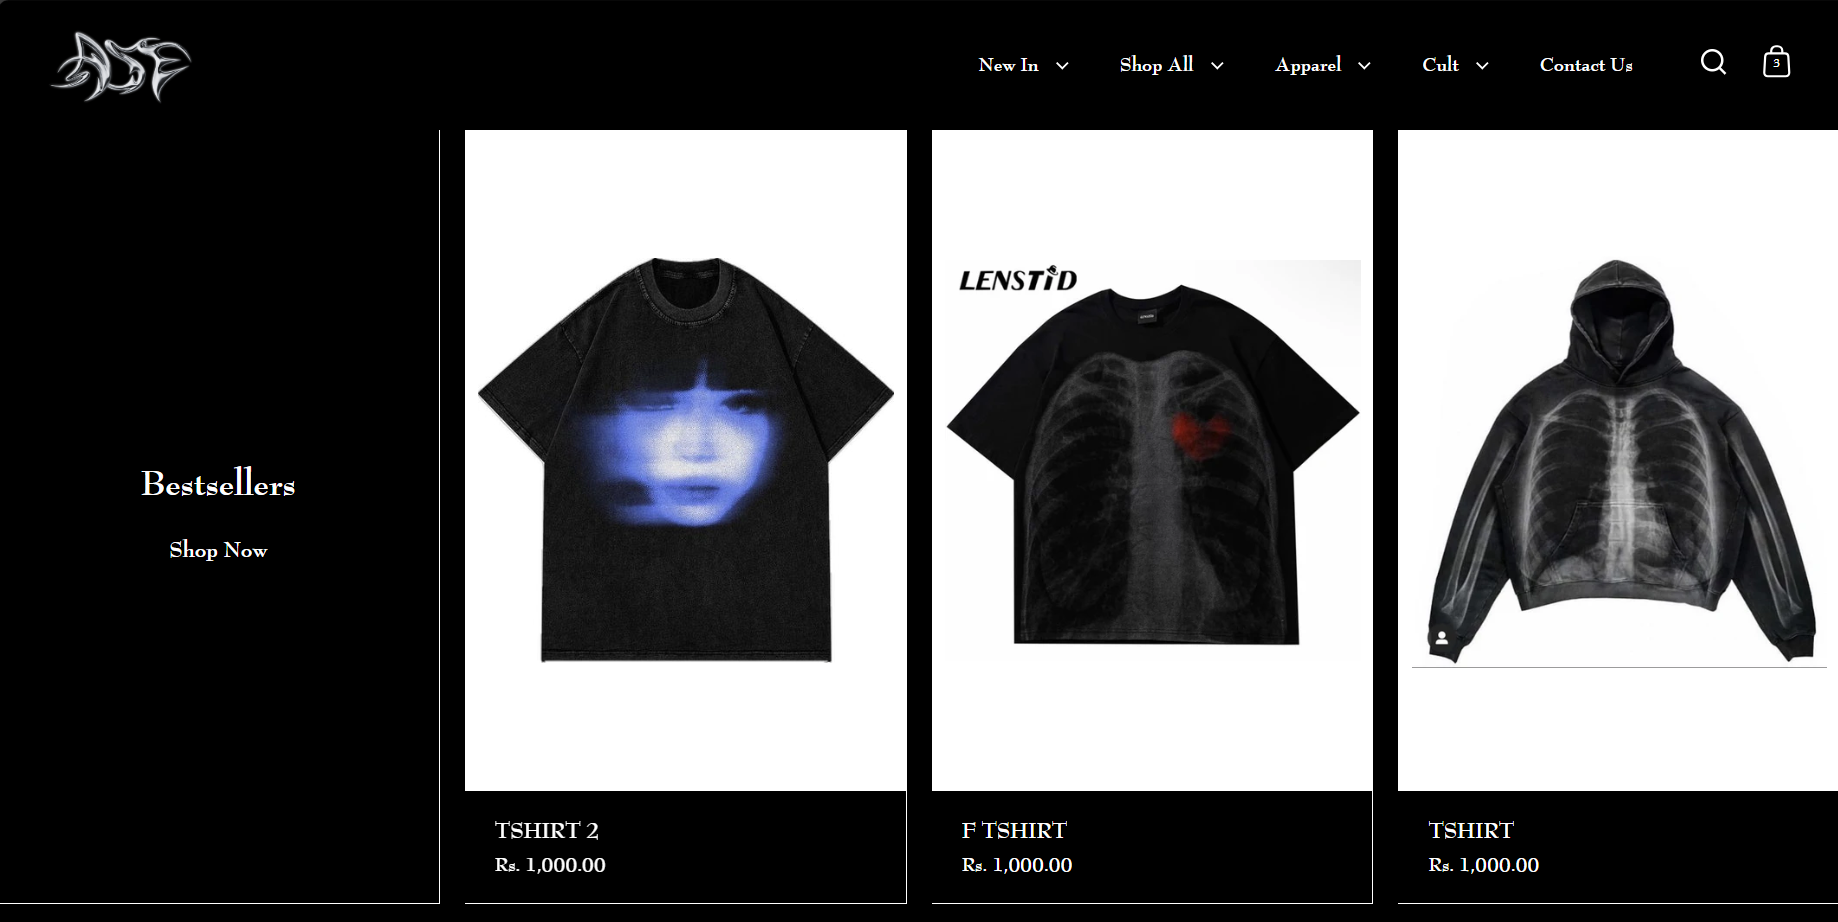 New In
Shop All
Apparel
Cult
Contact Us
3
Bestsellers
Shop Now
LENSTiD
TSHIRT 2
Rs. 1,000.00
F TSHIRT
Rs. 1,000.00
TSHIRT
Rs. 1,000.00